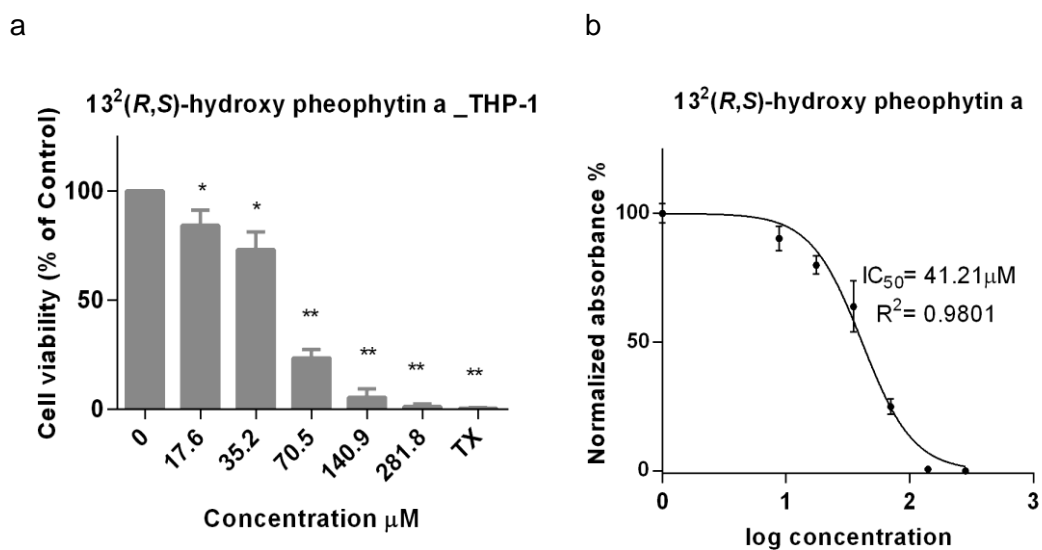 a
13²(R,S)-hydroxy pheophytin a _THP-1
Cell viability (% of Control)
100
50
0
0
17.6
35.2
70.5
140.9
281.8
TX
*
*
**
**
**
**
Concentration μM
b
13²(R,S)-hydroxy pheophytin a
Normalized absorbance %
100
50
0
IC₅₀= 41.21μM
R²= 0.9801
0
1
2
3
log concentration